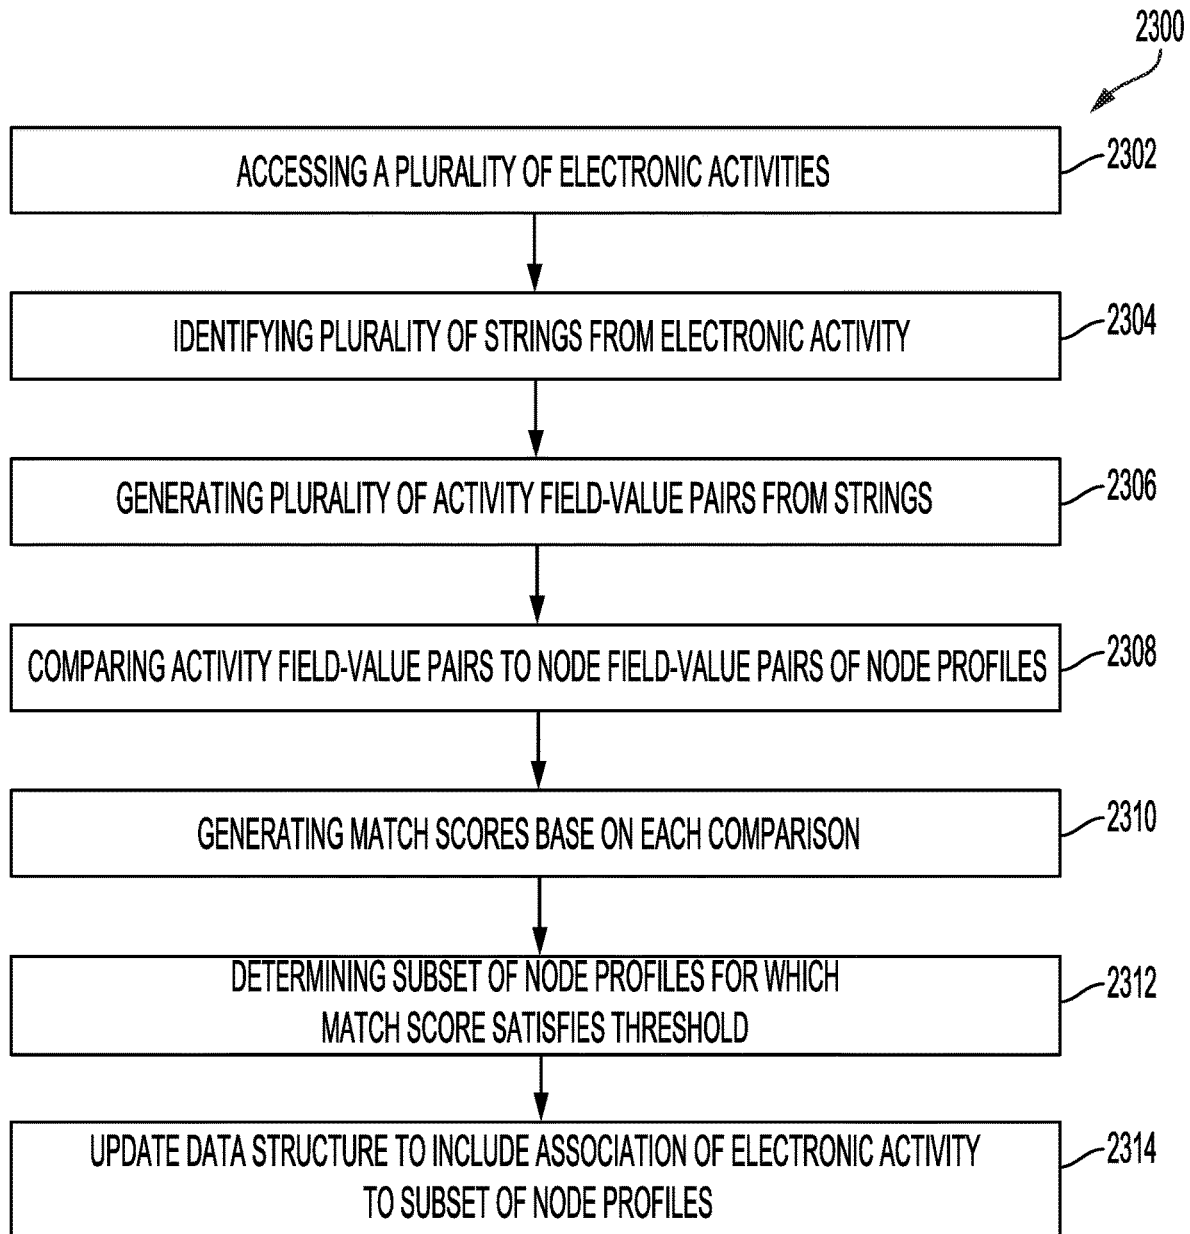 2300
ACCESSING A PLURALITY OF ELECTRONIC ACTIVITIES
2302
IDENTIFYING PLURALITY OF STRINGS FROM ELECTRONIC ACTIVITY
2304
GENERATING PLURALITY OF ACTIVITY FIELD-VALUE PAIRS FROM STRINGS
2306
COMPARING ACTIVITY FIELD-VALUE PAIRS TO NODE FIELD-VALUE PAIRS OF NODE PROFILES
2308
GENERATING MATCH SCORES BASE ON EACH COMPARISON
2310
DETERMINING SUBSET OF NODE PROFILES FOR WHICH
MATCH SCORE SATISFIES THRESHOLD
2312
UPDATE DATA STRUCTURE TO INCLUDE ASSOCIATION OF ELECTRONIC ACTIVITY
TO SUBSET OF NODE PROFILES
2314